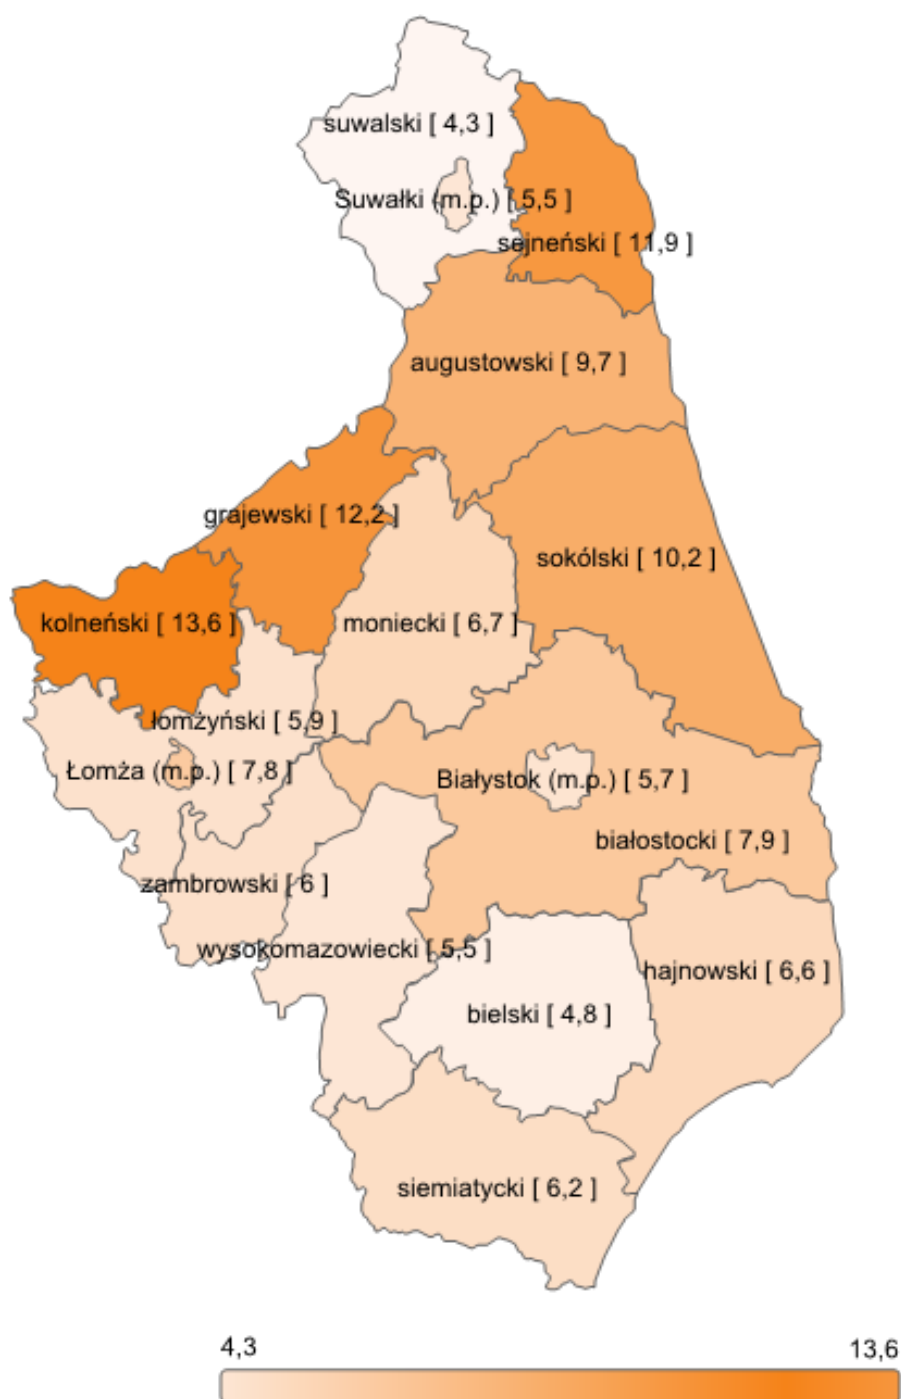 suwalski [ 4,3 ]
Suwałki (m.p.) [ 5,5 ]
sejneński [ 11,9 ]
augustowski [ 9,7 ]
grajewski [ 12,2 ]
sokólski [ 10,2 ]
kolneński [ 13,6 ]
moniecki [ 6,7 ]
łomżyński [ 5,9 ]
Łomża (m.p.) [ 7,8 ]
Białystok (m.p.) [ 5,7 ]
białostocki [ 7,9 ]
zambrowski [ 6 ]
wysokomazowiecki [ 5,5 ]
hajnowski [ 6,6 ]
bielski [ 4,8 ]
siemiatycki [ 6,2 ]
4,3
13,6